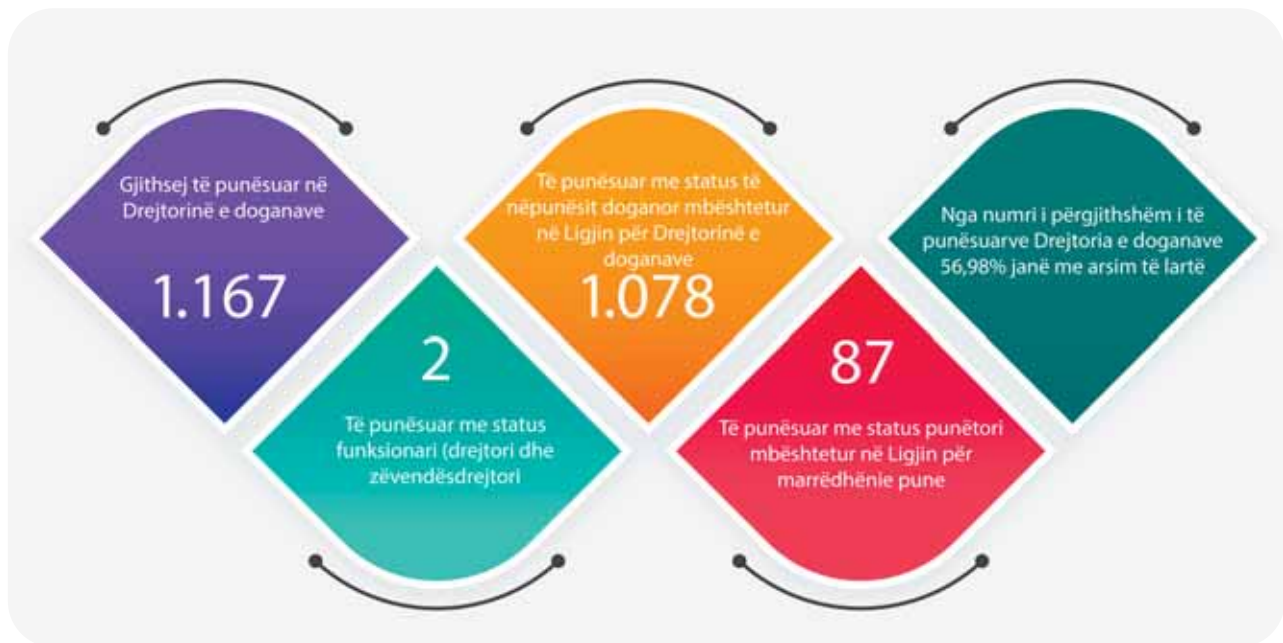 Gjithsej të punësuar në
Drejtorinë e doganave
1.167
2
Të punësuar me status
funksionari (drejtori dhe
zëvendësdrejtori
Të punësuar me status të
nëpunësit doganor mbështetur
në Ligjin për Drejtorinë e
doganave
1.078
87
Të punësuar me status punëtori
mbështetur në Ligjin për
marrëdhënie pune
Nga numri i përgjithshëm i të
punësuarve Drejtoria e doganave
56,98% janë me arsim të lartë